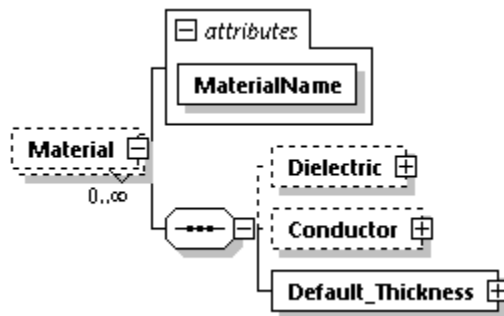 attributes
MaterialName
Material
0..∞
Dielectric
Conductor
Default_Thickness